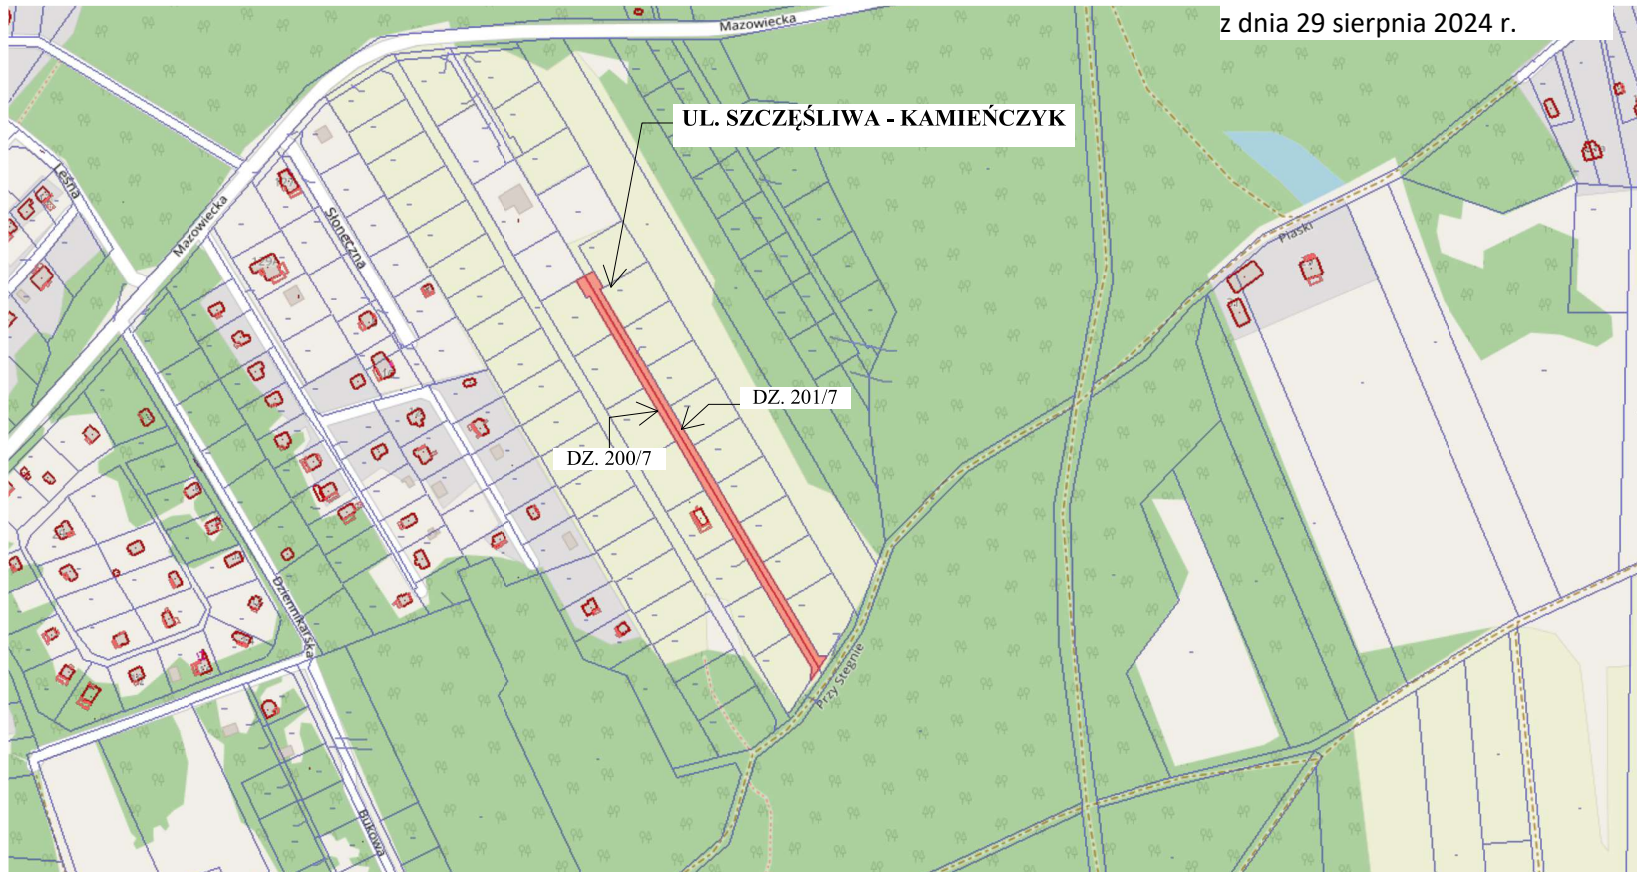 z dnia 29 sierpnia 2024 r.
Mazowiecka
UL. SZCZĘŚLIWA - KAMIEŃCZYK
Leśna
Mazowiecka
Słoneczna
Piaski
DZ. 201/7
DZ. 200/7
Dziennikarska
Przy Stegnie
Bukowa